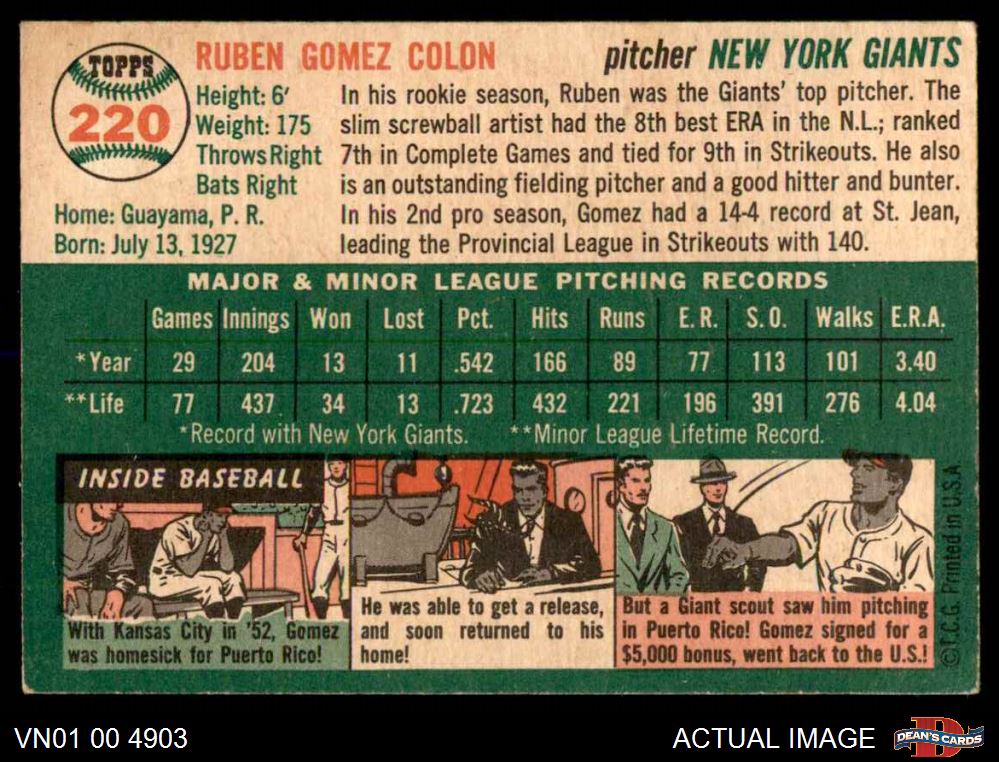 TOPPS
220
RUBEN GOMEZ COLON
pitcher NEW YORK GIANTS
Height: 6'
Weight: 175
Throws Right
Bats Right
Home: Guayama, P. R.
Born: July 13, 1927
In his rookie season, Ruben was the Giants' top pitcher. The
slim screwball artist had the 8th best ERA in the N.L.; ranked
7th in Complete Games and tied for 9th in Strikeouts. He also
is an outstanding fielding pitcher and a good hitter and bunter.
In his 2nd pro season, Gomez had a 14-4 record at St. Jean,
leading the Provincial League in Strikeouts with 140.
MAJOR & MINOR LEAGUE PITCHING RECORDS
Games Innings Won Lost Pct. Hits Runs E. R. S. O. Walks E.R.A.
*Year 29 204 13 11 .542 166 89 77 113 101 3.40
**Life 77 437 34 13 .723 432 221 196 391 276 4.04
*Record with New York Giants. **Minor League Lifetime Record.
INSIDE BASEBALL
With Kansas City in '52, Gomez
was homesick for Puerto Rico!
He was able to get a release,
and soon returned to his
home!
But a Giant scout saw him pitching
in Puerto Rico! Gomez signed for a
$5,000 bonus, went back to the U.S.!
©T.C.G. Printed in U.S.A.
VN01 00 4903
ACTUAL IMAGE
D
DEAN'S CARDS